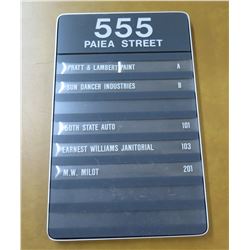 555
PAIEA STREET
PRATT & LAMBERT PAINT A
SUN DANCER INDUSTRIES B
50TH STATE AUTO 101
EARNEST WILLIAMS JANITORIAL 103
M.W. MILOT 201